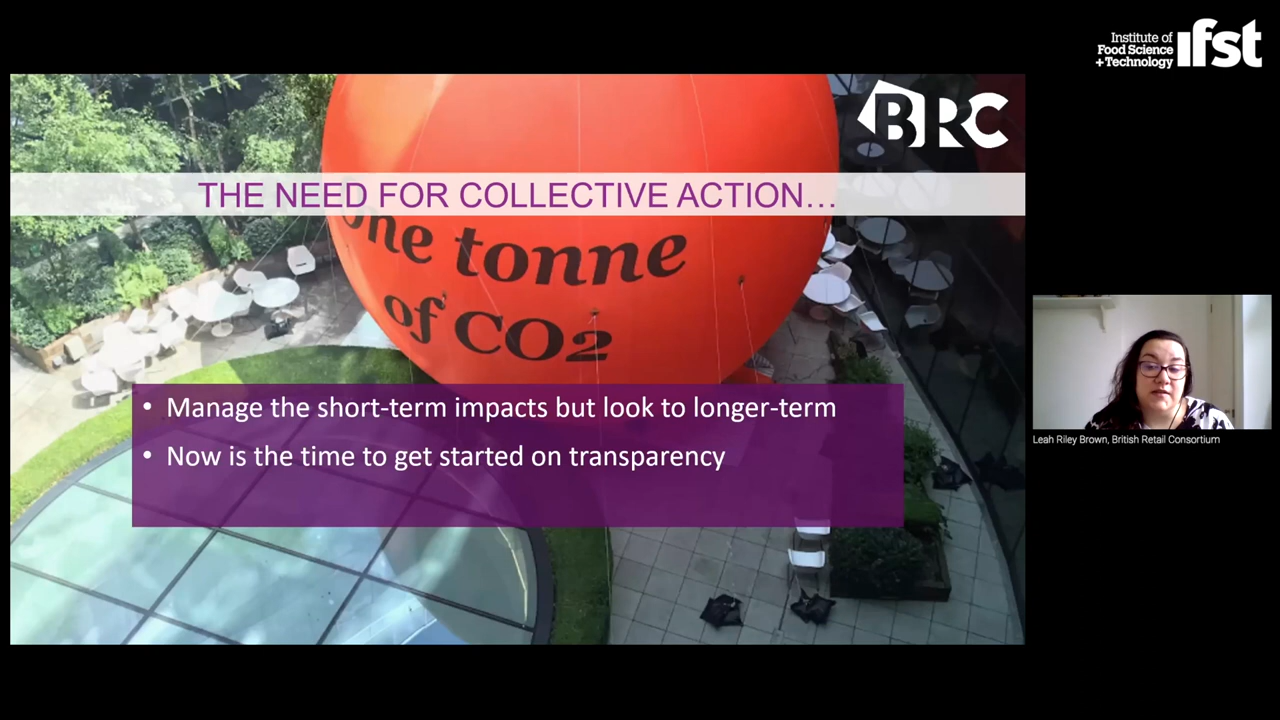 Institute of
Food Science
+Technology
ifst
BRC
THE NEED FOR COLLECTIVE ACTION…
One tonne
of CO2
• Manage the short-term impacts but look to longer-term
• Now is the time to get started on transparency
Leah Riley Brown, British Retail Consortium